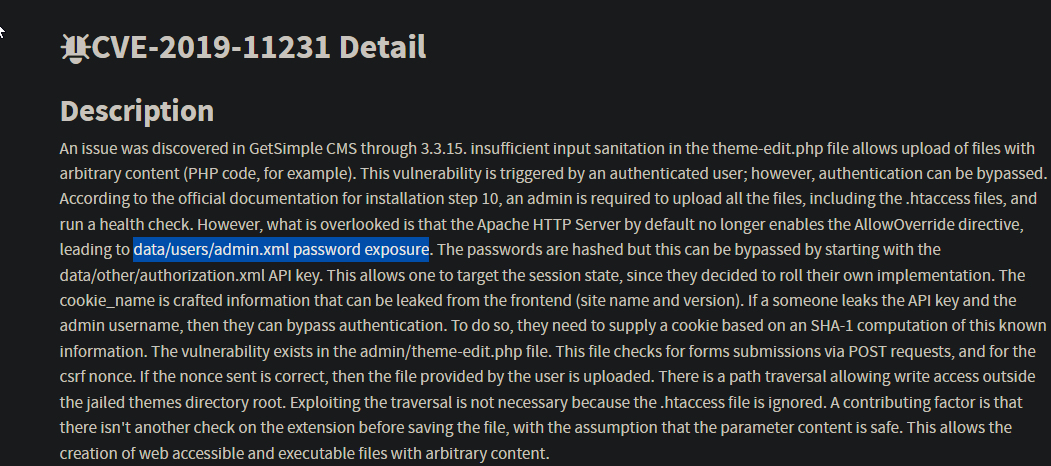 CVE-2019-11231 Detail
Description
An issue was discovered in GetSimple CMS through 3.3.15. insufficient input sanitation in the theme-edit.php file allows upload of files with
arbitrary content (PHP code, for example). This vulnerability is triggered by an authenticated user; however, authentication can be bypassed.
According to the official documentation for installation step 10, an admin is required to upload all the files, including the .htaccess files, and
run a health check. However, what is overlooked is that the Apache HTTP Server by default no longer enables the AllowOverride directive,
leading to data/users/admin.xml password exposure. The passwords are hashed but this can be bypassed by starting with the
data/other/authorization.xml API key. This allows one to target the session state, since they decided to roll their own implementation. The
cookie_name is crafted information that can be leaked from the frontend (site name and version). If a someone leaks the API key and the
admin username, then they can bypass authentication. To do so, they need to supply a cookie based on an SHA-1 computation of this known
information. The vulnerability exists in the admin/theme-edit.php file. This file checks for forms submissions via POST requests, and for the
csrf nonce. If the nonce sent is correct, then the file provided by the user is uploaded. There is a path traversal allowing write access outside
the jailed themes directory root. Exploiting the traversal is not necessary because the .htaccess file is ignored. A contributing factor is that
there isn't another check on the extension before saving the file, with the assumption that the parameter content is safe. This allows the
creation of web accessible and executable files with arbitrary content.